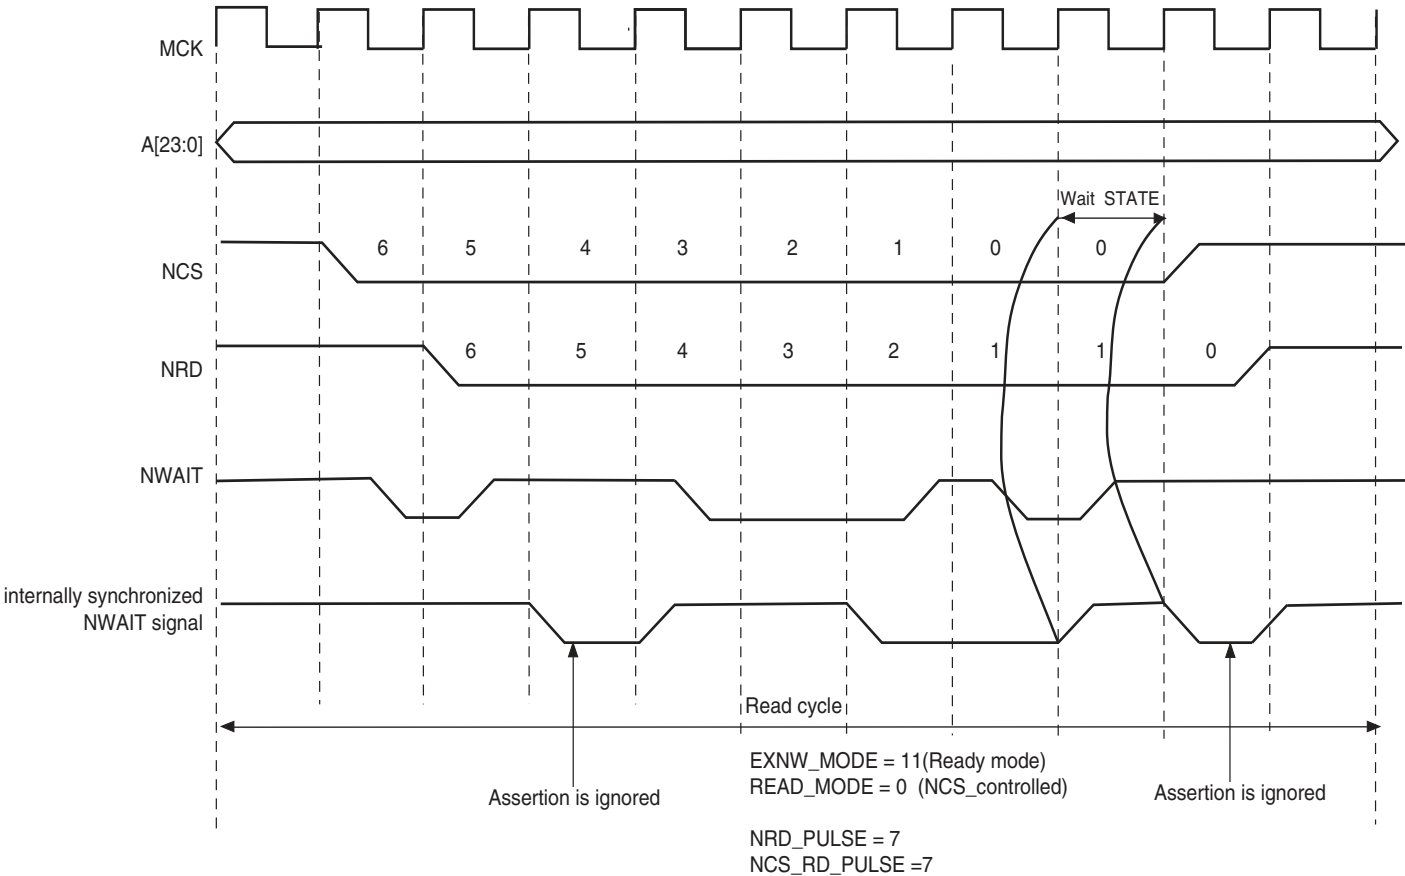 MCK
A[23:0]
Wait STATE
NCS
6 5 4 3 2 1 0 0
NRD
6 5 4 3 2 1 1 0
NWAIT
internally synchronized
NWAIT signal
Read cycle
EXNW_MODE = 11(Ready mode)
READ_MODE = 0 (NCS_controlled)
Assertion is ignored
Assertion is ignored
NRD_PULSE = 7
NCS_RD_PULSE =7